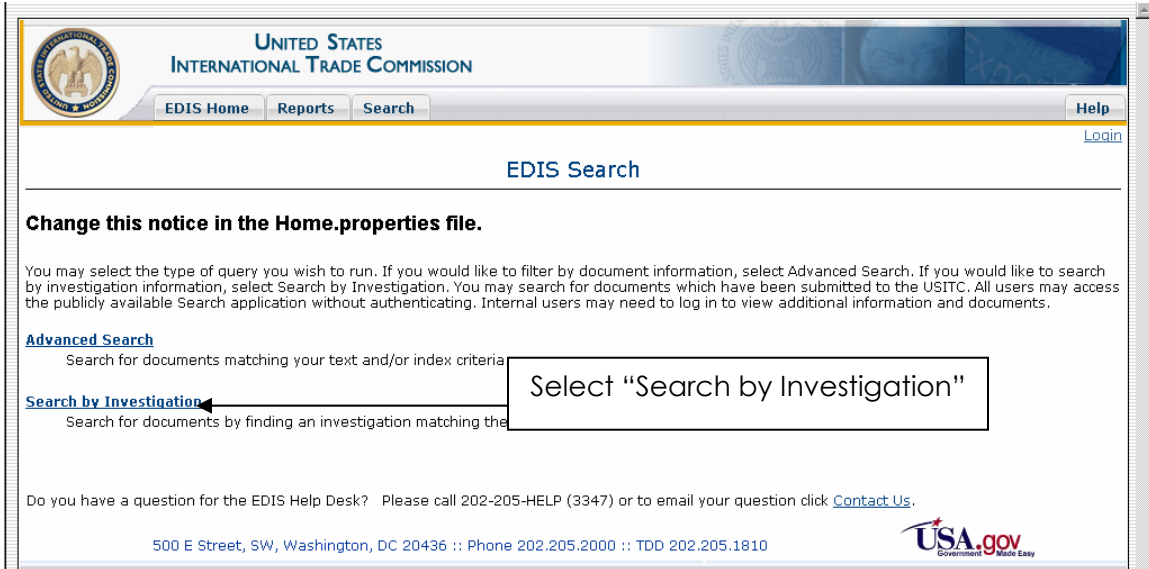 UNITED STATES
INTERNATIONAL TRADE COMMISSION
EDIS Home Reports Search Help
Login
EDIS Search
Change this notice in the Home.properties file.
You may select the type of query you wish to run. If you would like to filter by document information, select Advanced Search. If you would like to search
by investigation information, select Search by Investigation. You may search for documents which have been submitted to the USITC. All users may access
the publicly available Search application without authenticating. Internal users may need to log in to view additional information and documents.
Advanced Search
Search for documents matching your text and/or index criteria
Select “Search by Investigation”
Search by Investigation
Search for documents by finding an investigation matching the
Do you have a question for the EDIS Help Desk? Please call 202-205-HELP (3347) or to email your question click Contact Us.
500 E Street, SW, Washington, DC 20436 :: Phone 202.205.2000 :: TDD 202.205.1810
USA.gov
Government Made Easy